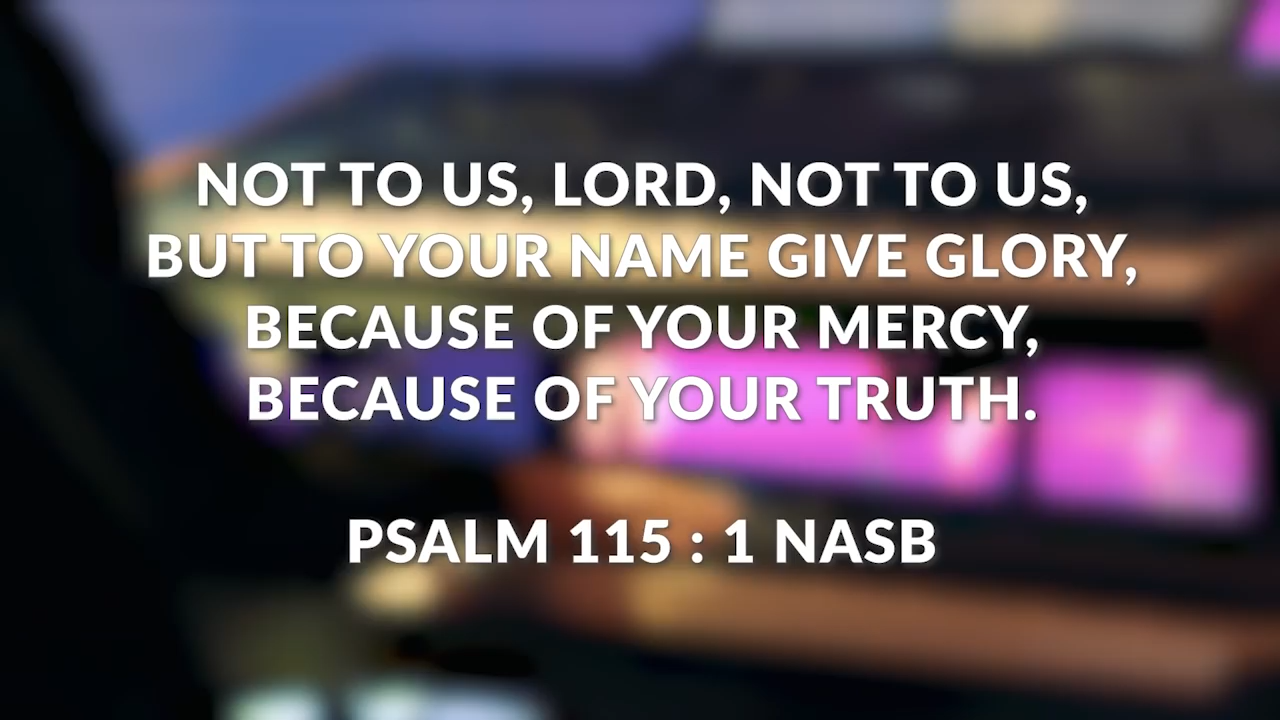 NOT TO US, LORD, NOT TO US,
BUT TO YOUR NAME GIVE GLORY,
BECAUSE OF YOUR MERCY,
BECAUSE OF YOUR TRUTH.
PSALM 115 : 1 NASB